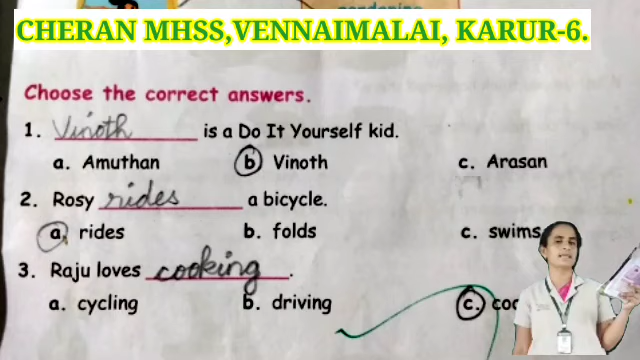 CHERAN MHSS,VENNAIMALAI, KARUR-6.
Choose the correct answers.
1. Vinoth is a Do It Yourself kid.
a. Amuthan b. Vinoth c. Arasan
2. Rosy rides a bicycle.
a. rides b. folds c. swims
3. Raju loves cooking.
a. cycling b. driving c.